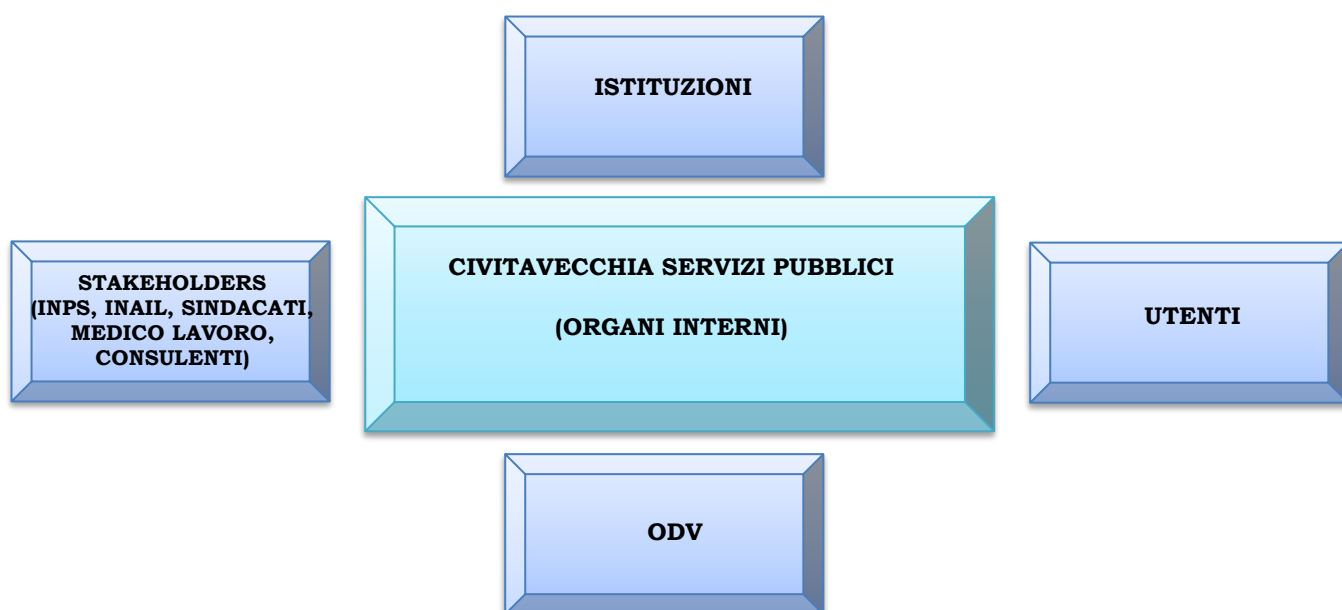 ISTITUZIONI
CIVITAVECCHIA SERVIZI PUBBLICI
(ORGANI INTERNI)
STAKEHOLDERS
(INPS, INAIL, SINDACATI,
MEDICO LAVORO,
CONSULENTI)
UTENTI
ODV